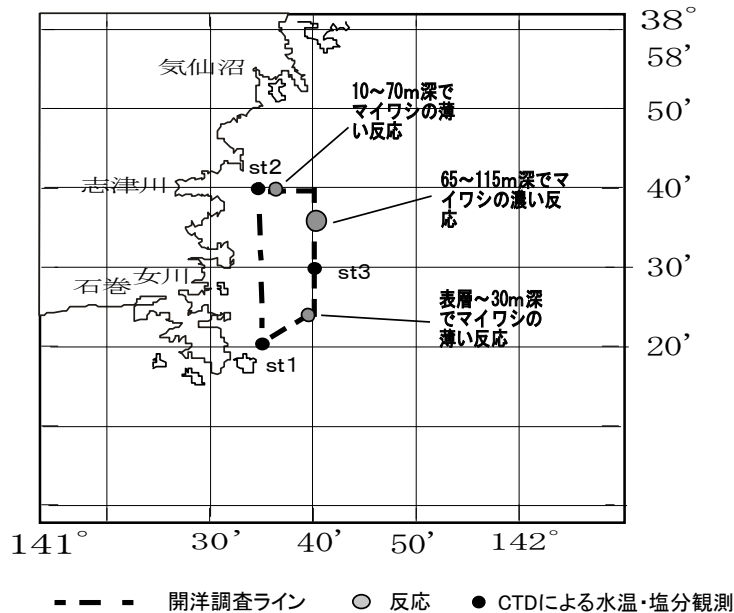 38°
58’
気仙沼
10～70m深で
マイワシの薄
い反応
50’
st2
志津川
40’
65～115m深でマ
イワシの濃い反
応
石巻
女川
30’
st3
表層～30m深
でマイワシの
薄い反応
20’
st1
141°
30’
40’
50’
142°
開洋調査ライン
反応
CTDによる水温・塩分観測